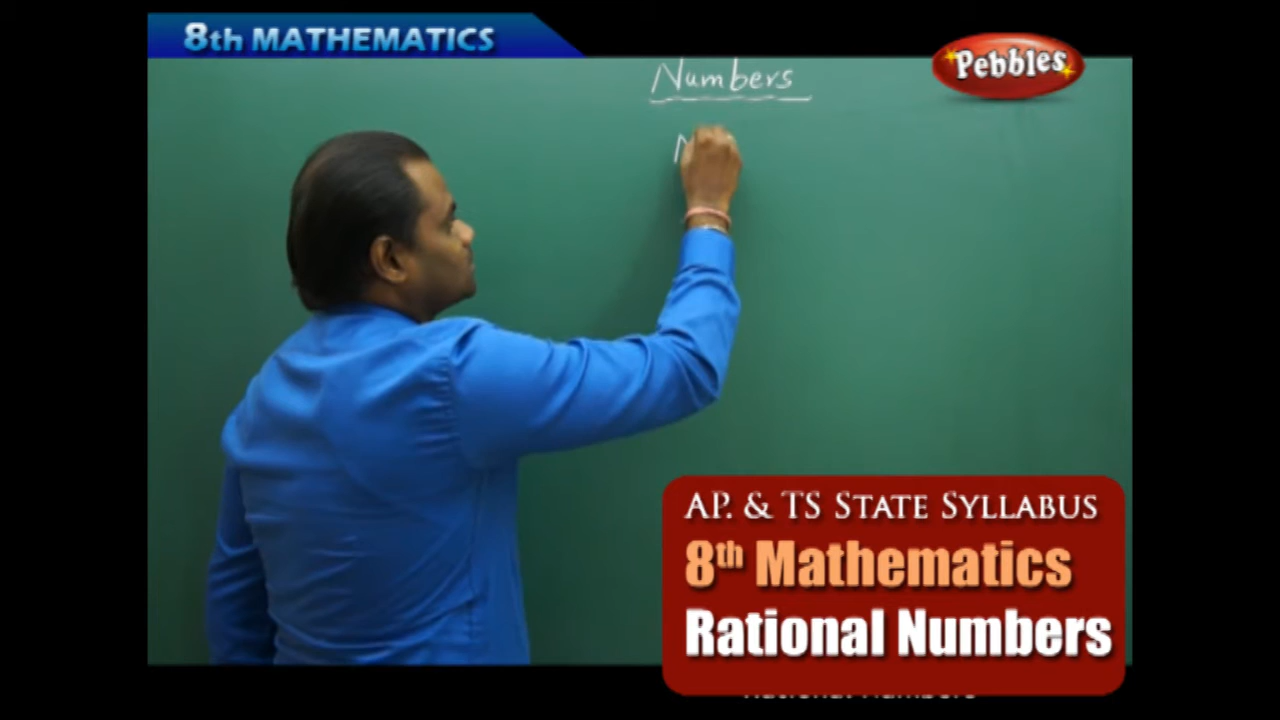 8th MATHEMATICS
Pebbles
Numbers
N
AP. & TS STATE SYLLABUS
8th Mathematics
Rational Numbers